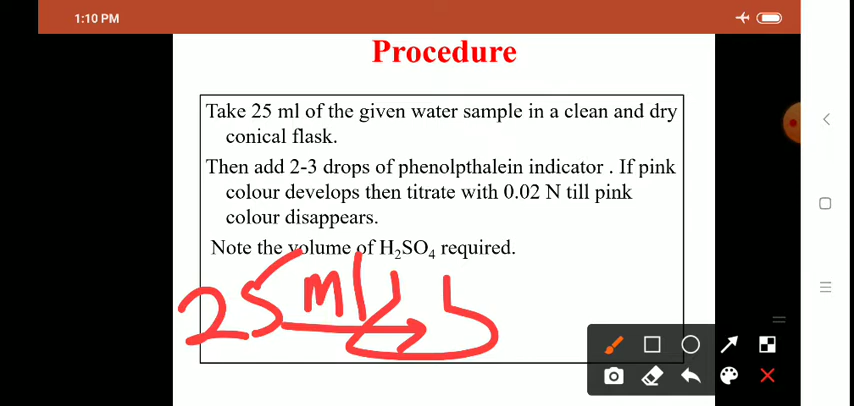 1:10 PM
Procedure
Take 25 ml of the given water sample in a clean and dry
conical flask.
Then add 2-3 drops of phenolpthalein indicator . If pink
colour develops then titrate with 0.02 N till pink
colour disappears.
Note the volume of H₂SO₄ required.
25 ml